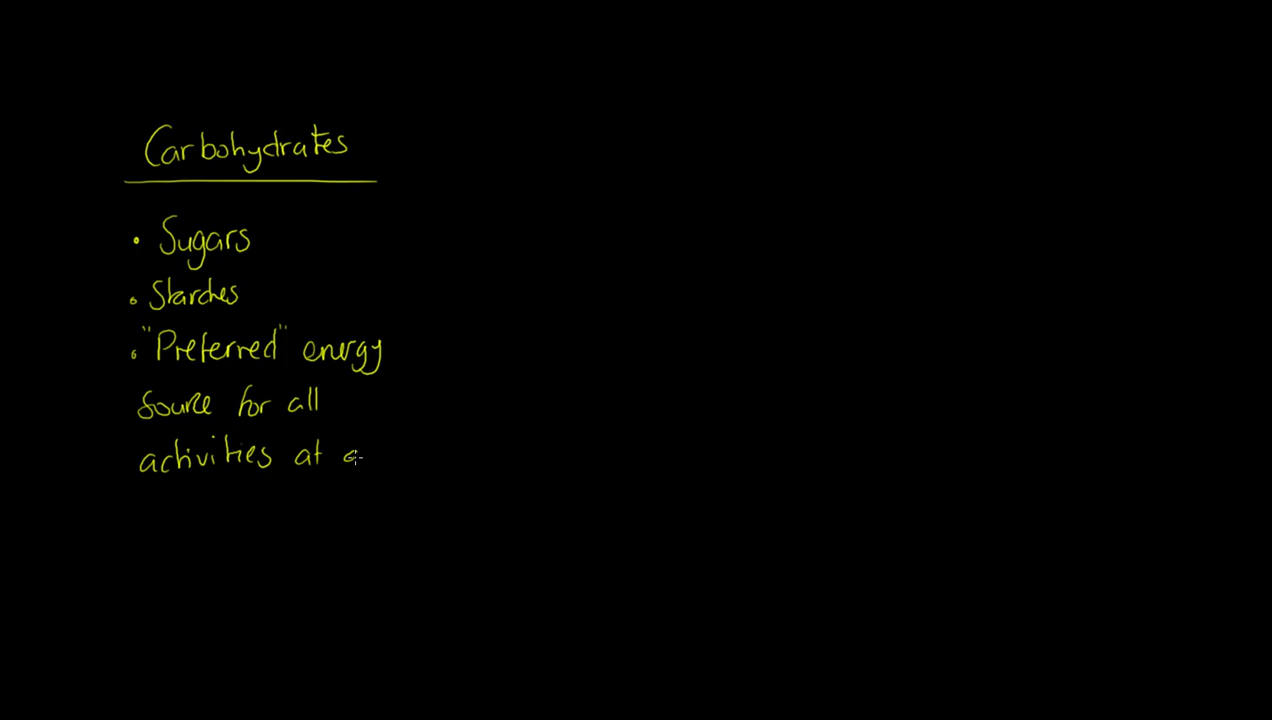 Carbohydrates
• Sugars
• Starches
• "Preferred" energy
source for all
activities at